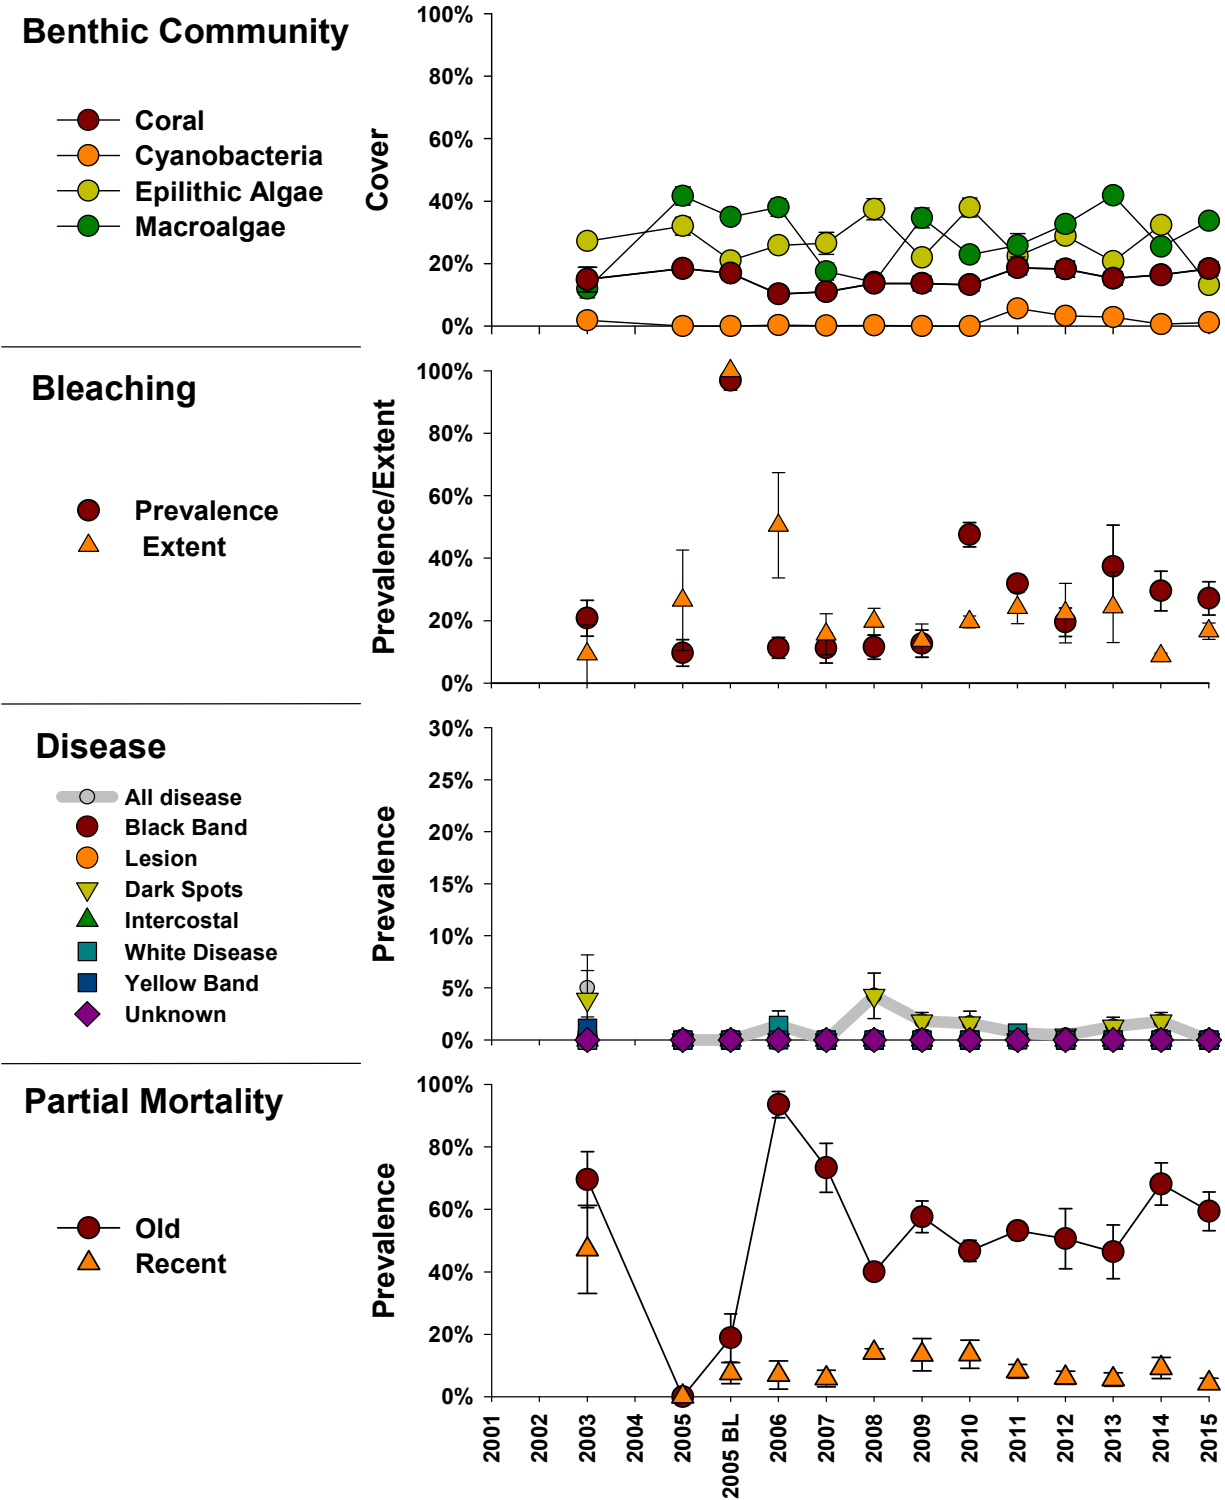 Benthic Community
Coral
Cyanobacteria
Epilithic Algae
Macroalgae
Cover
100%
80%
60%
40%
20%
0%
Bleaching
Prevalence
Extent
Prevalence/Extent
100%
80%
60%
40%
20%
0%
Disease
All disease
Black Band
Lesion
Dark Spots
Intercostal
White Disease
Yellow Band
Unknown
Prevalence
30%
25%
20%
15%
10%
5%
0%
Partial Mortality
Old
Recent
Prevalence
100%
80%
60%
40%
20%
0%
2001
2002
2003
2004
2005
2005 BL
2006
2007
2008
2009
2010
2011
2012
2013
2014
2015